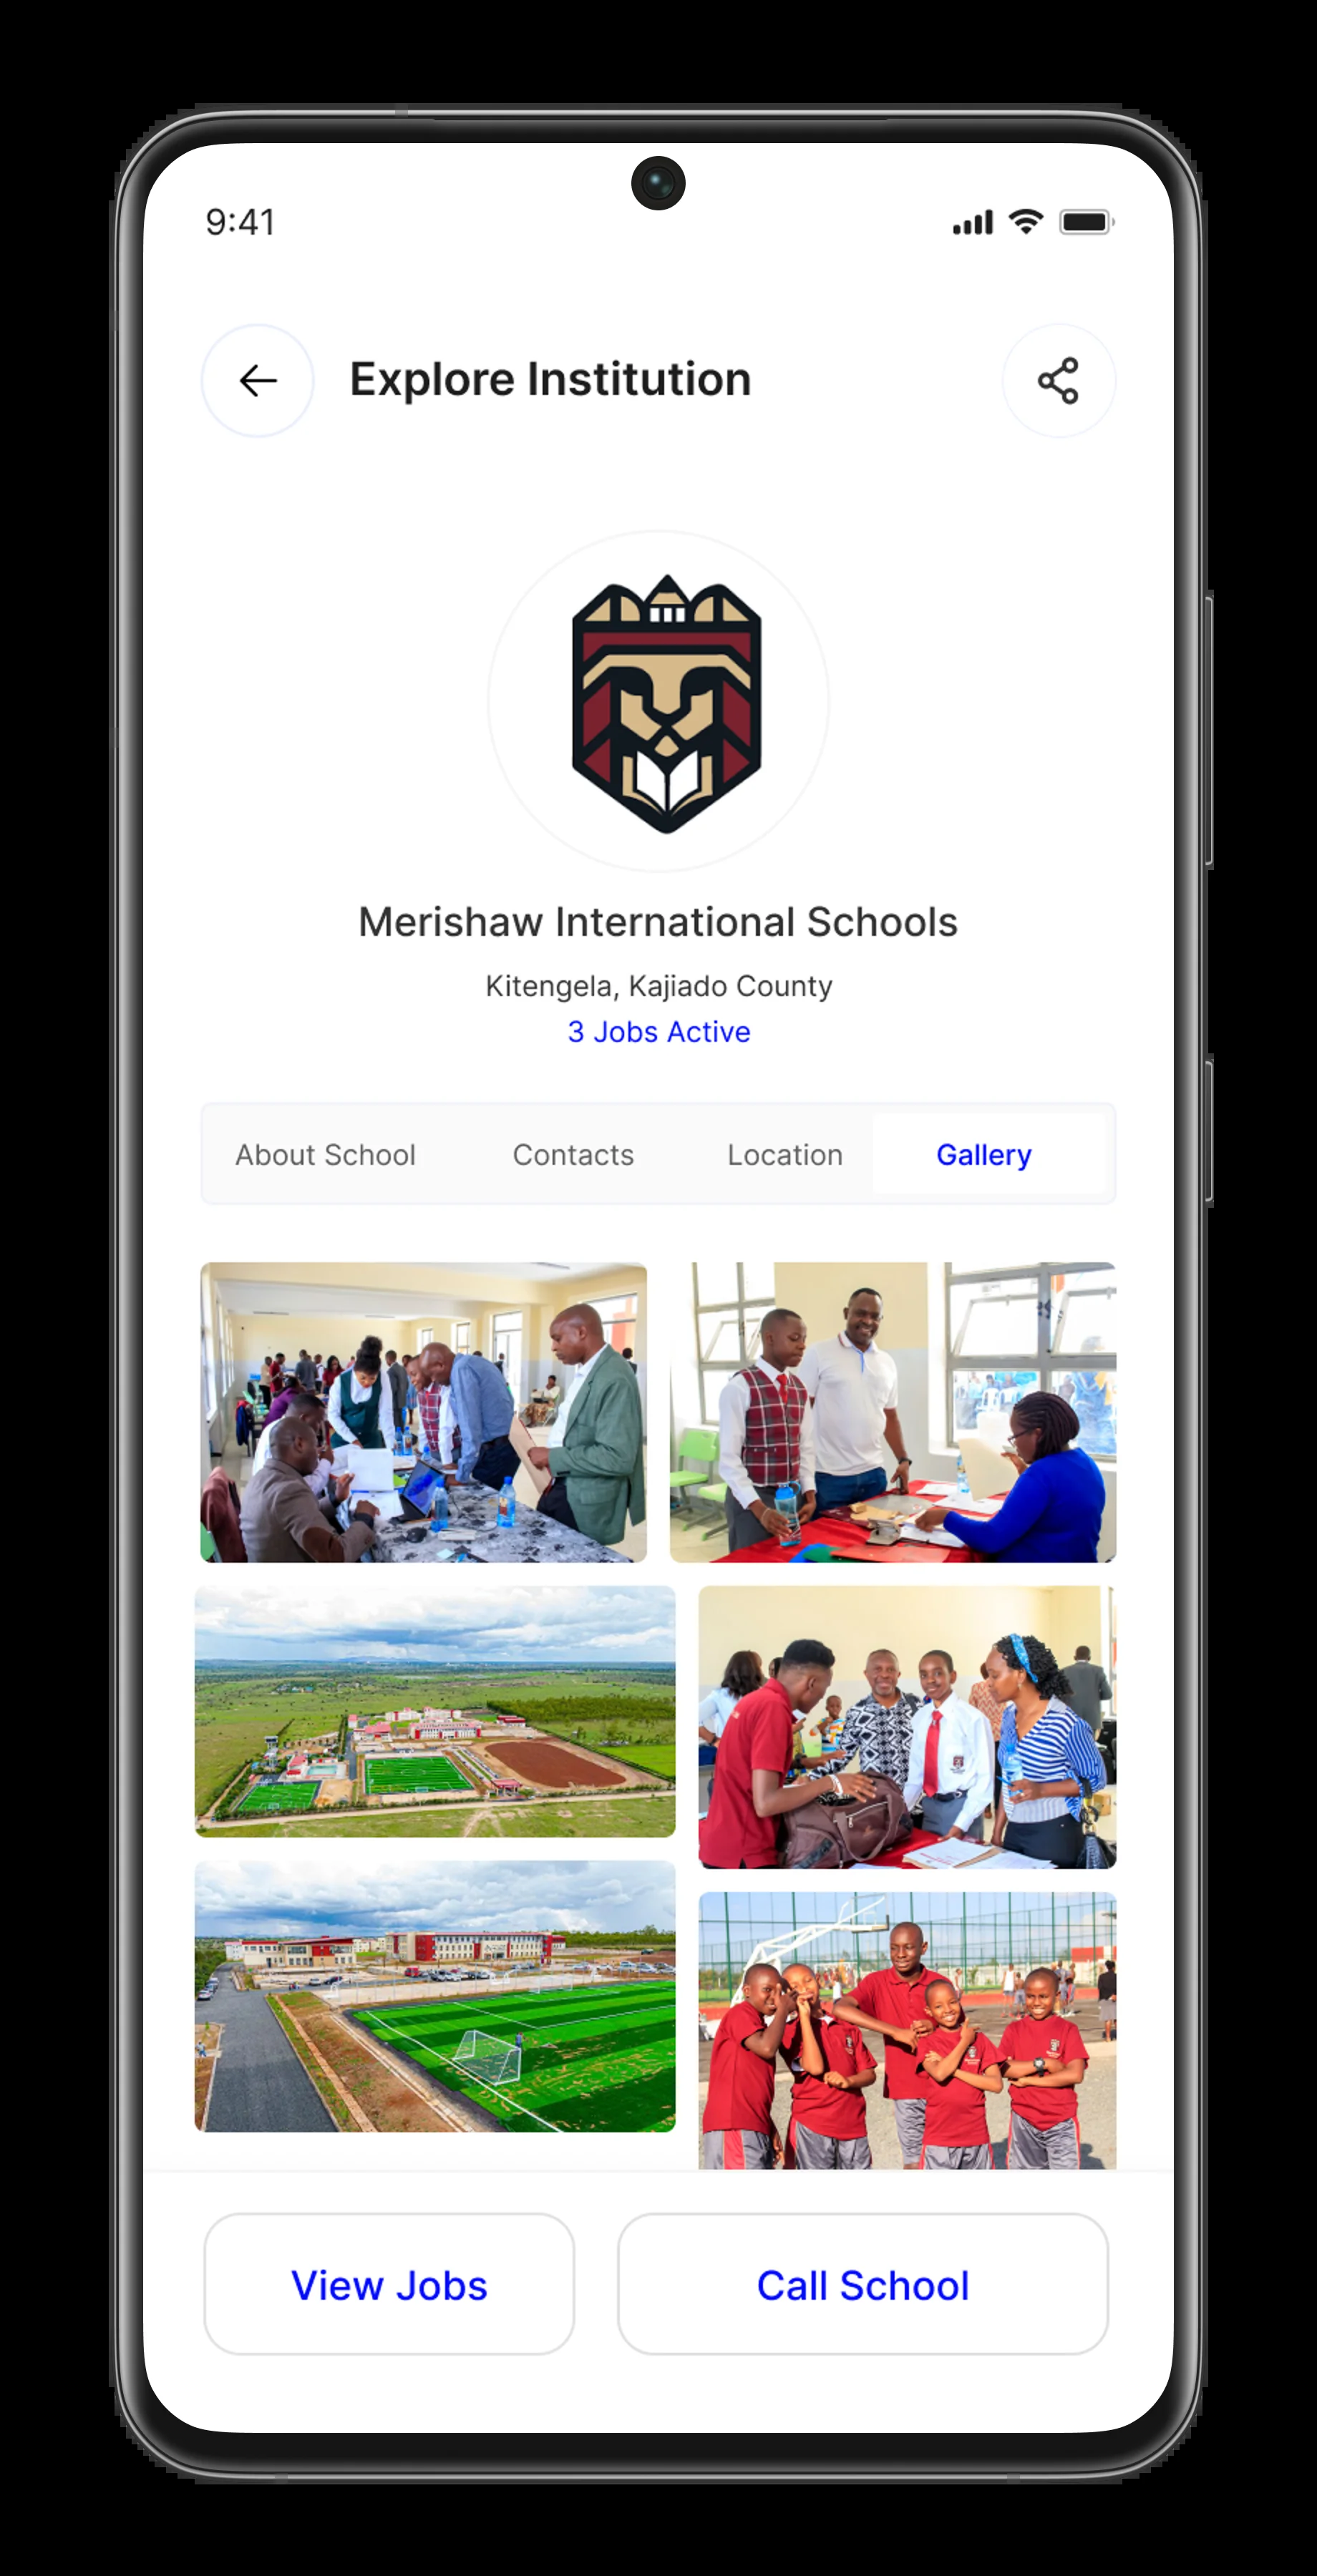 9:41
Explore Institution
Merishaw International Schools
Kitengela, Kajiado County
3 Jobs Active
About School Contacts Location Gallery
View Jobs Call School